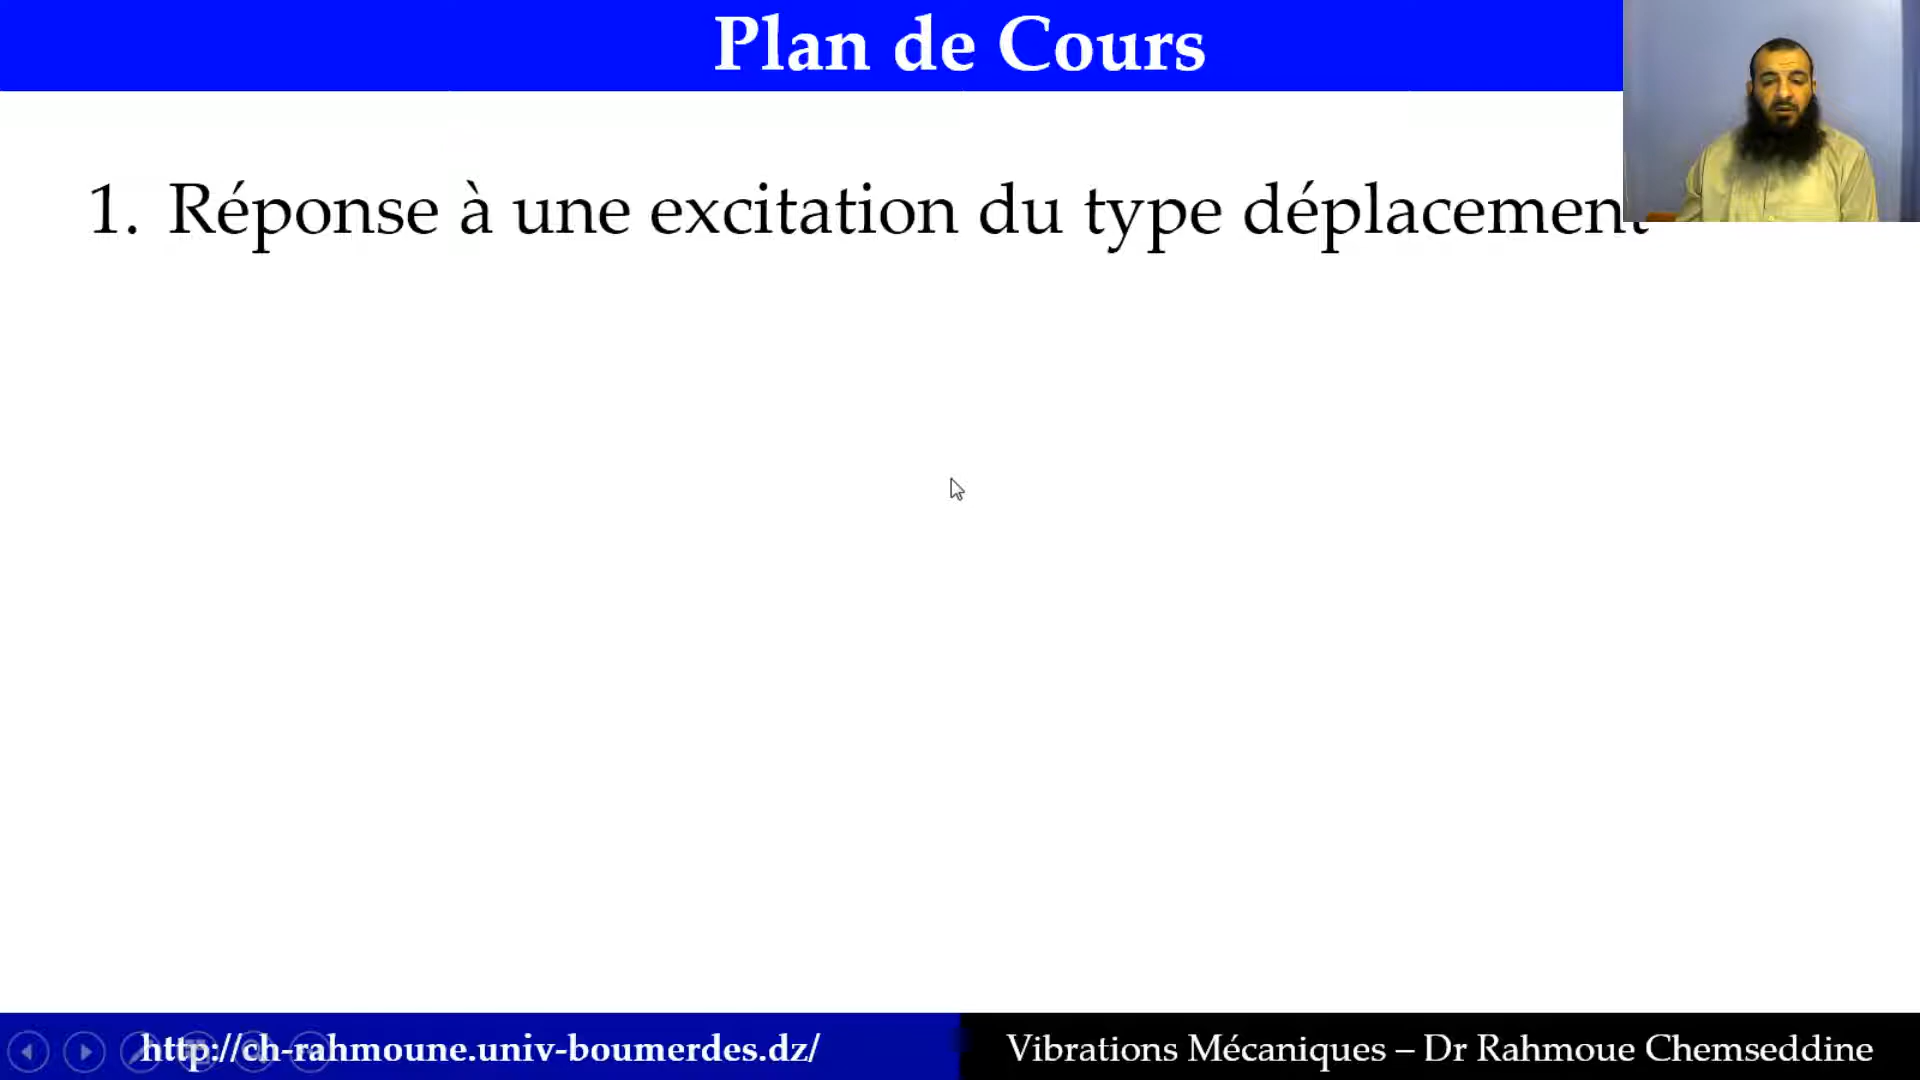 Plan de Cours
1. Réponse à une excitation du type déplacement
http://ch-rahmoune.univ-boumerdes.dz/
Vibrations Mécaniques – Dr Rahmoue Chemseddine